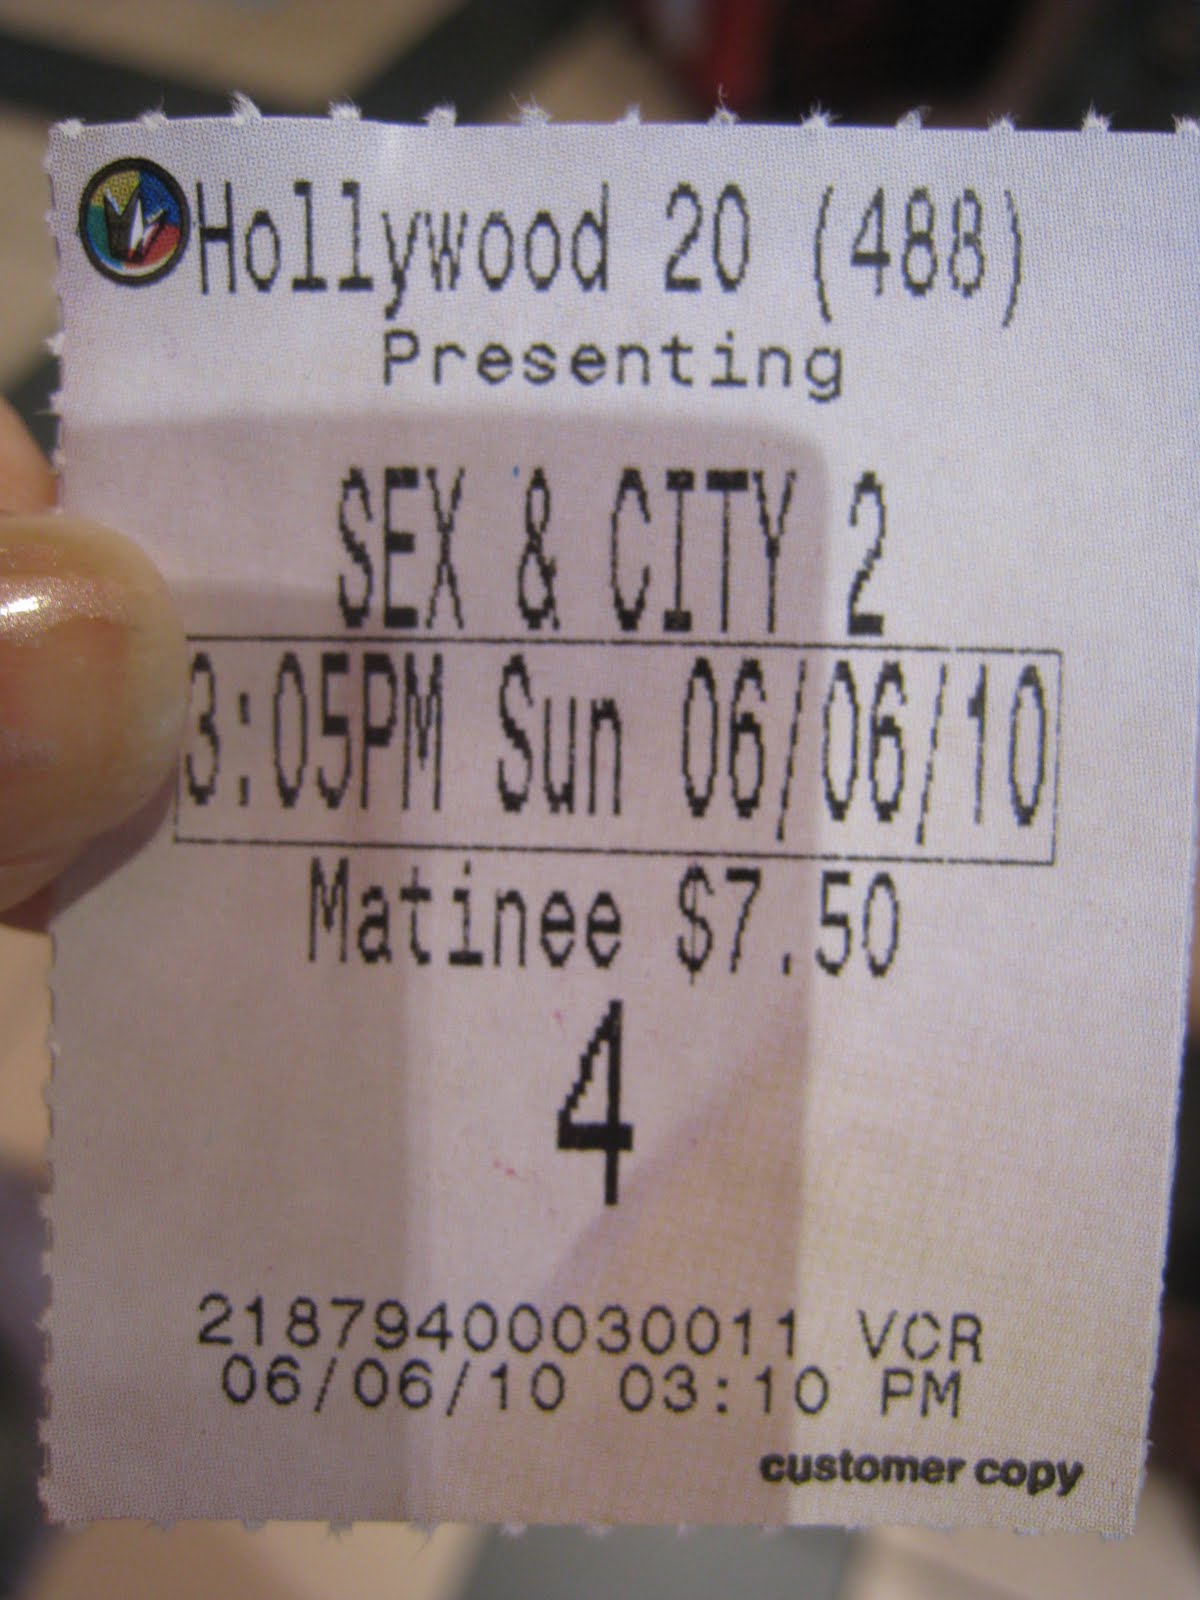 Hollywood 20 (488)
Presenting
SEX & CITY 2
3:05PM Sun 06/06/10
Matinee $7.50
4
21879400030011 VCR
06/06/10 03:10 PM
customer copy